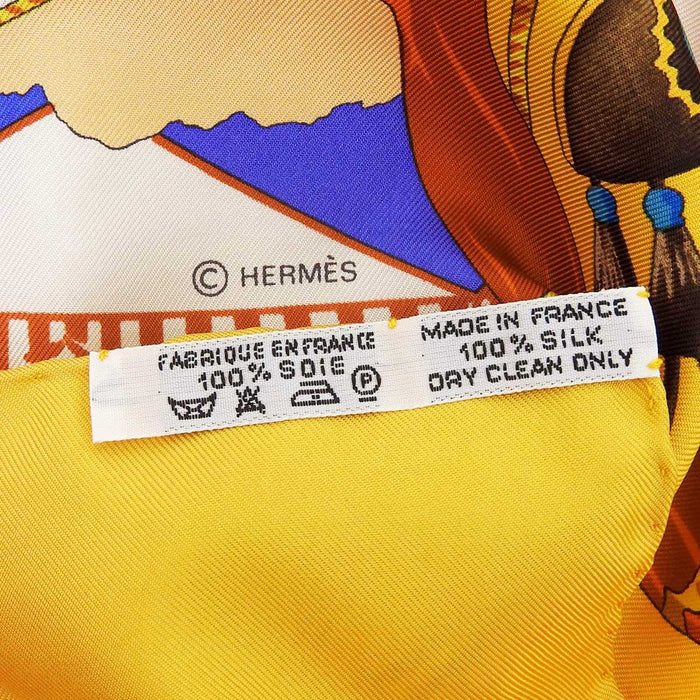 © HERMÈS
FABRIQUE EN FRANCE
100% SOIE
P
MADE IN FRANCE
100% SILK
DRY CLEAN ONLY